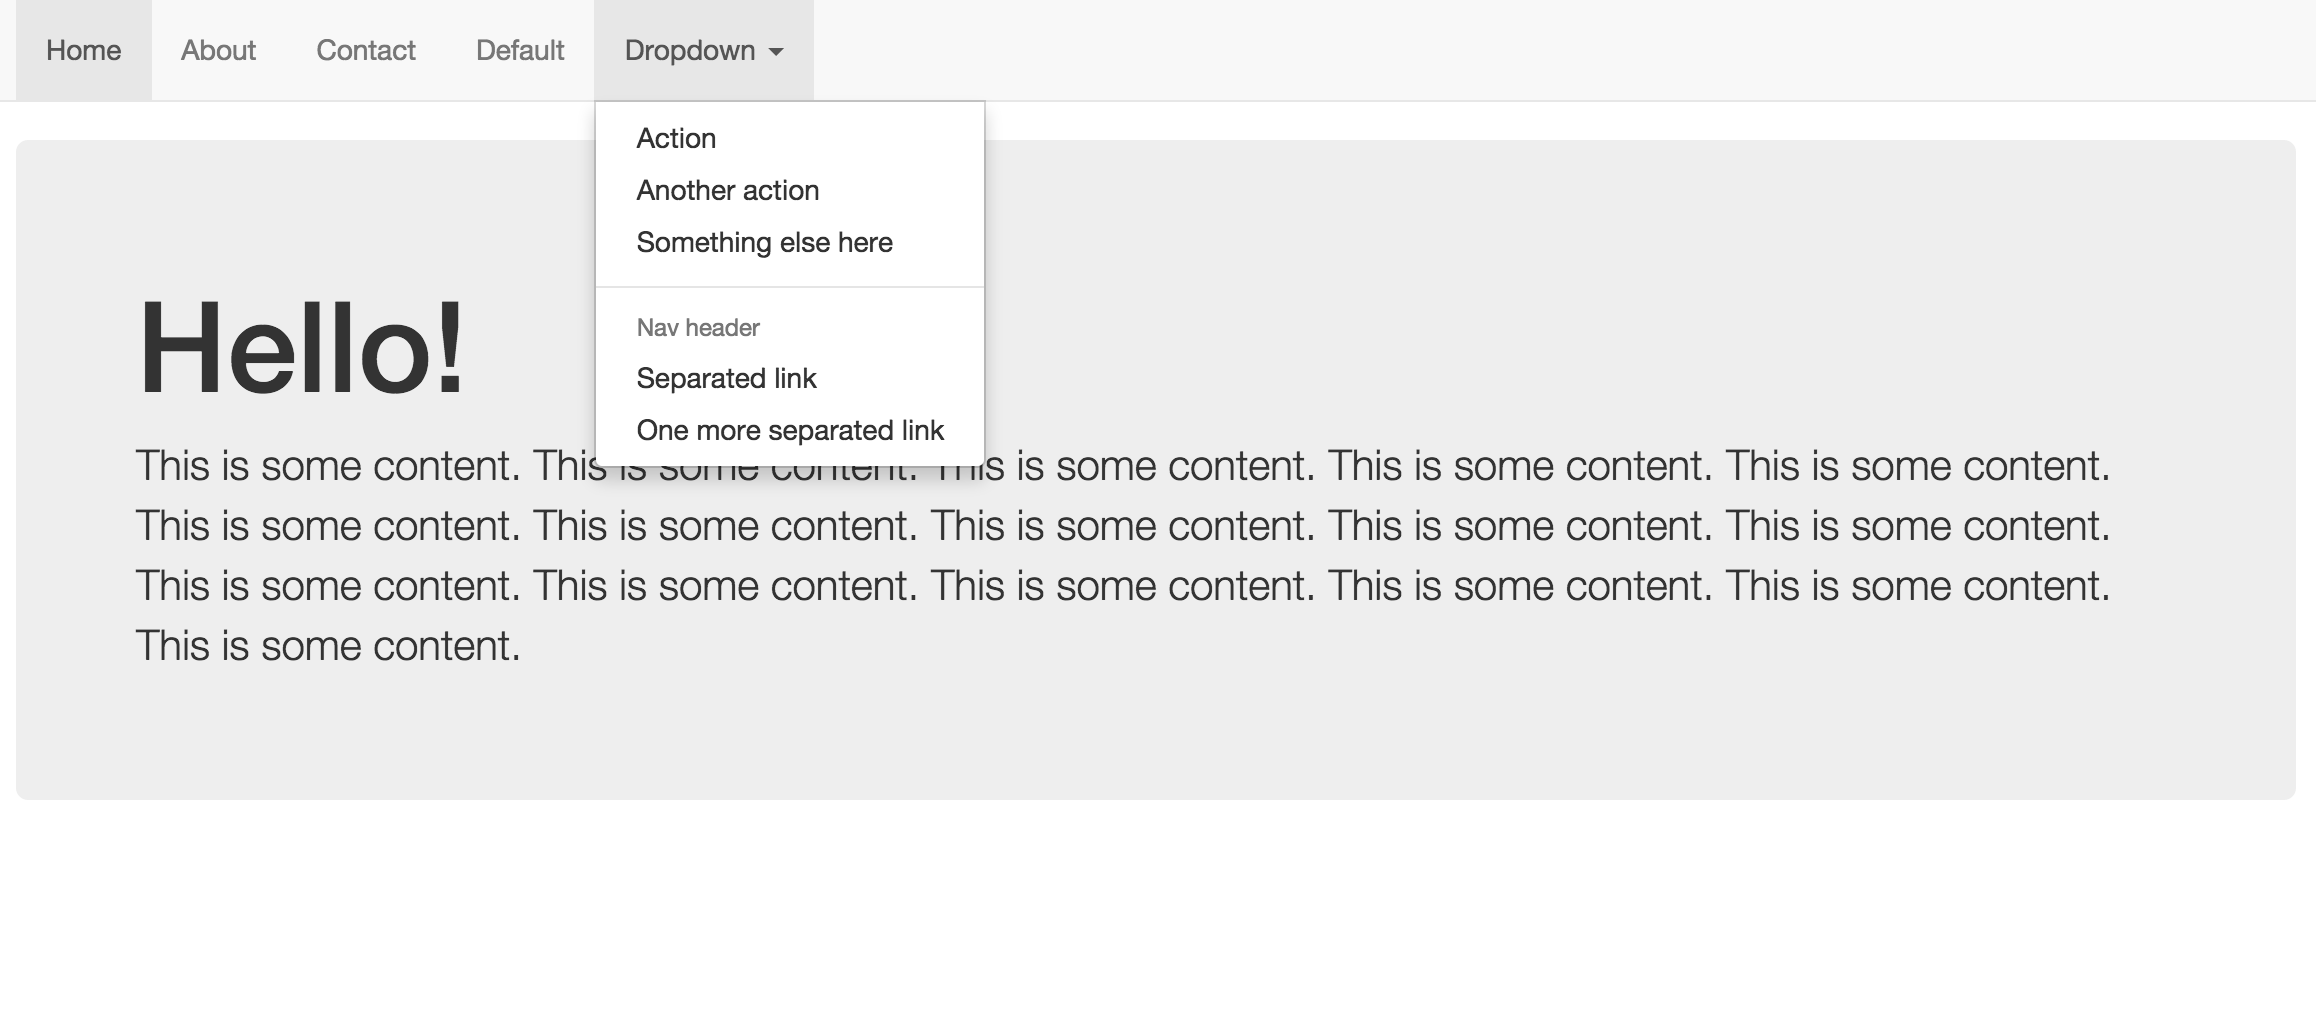 Home About Contact Default Dropdown
Action
Another action
Something else here
Nav header
Separated link
One more separated link
Hello!
This is some content. This is some content. This is some content. This is some content. This is some content.
This is some content. This is some content. This is some content. This is some content. This is some content.
This is some content. This is some content. This is some content. This is some content. This is some content.
This is some content.